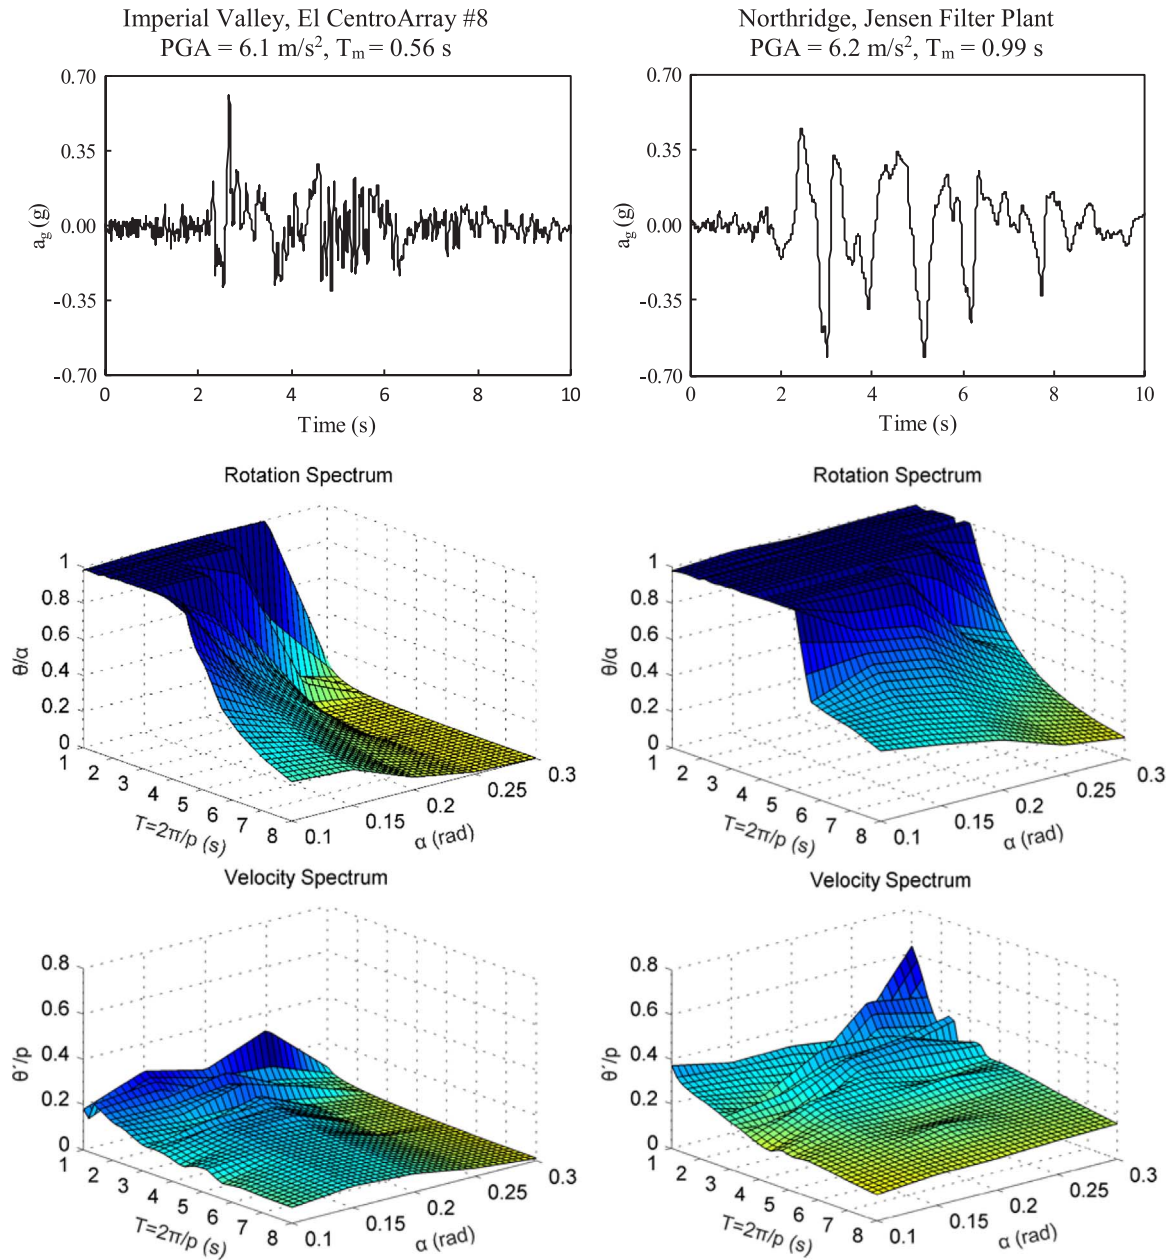 Imperial Valley, El CentroArray #8
PGA = 6.1 m/s², Tₘ = 0.56 s
0.70
0.35
0.00
-0.35
-0.70
a_g (g)
0 2 4 6 8 10
Time (s)
Northridge, Jensen Filter Plant
PGA = 6.2 m/s², Tₘ = 0.99 s
0.70
0.35
0.00
-0.35
-0.70
a_g (g)
0 2 4 6 8 10
Time (s)
Rotation Spectrum
1
0.8
0.6
0.4
0.2
0
θ/α
1 2 3 4 5 6 7 8
T=2π/p (s)
0.1 0.15 0.2 0.25 0.3
α (rad)
Rotation Spectrum
1
0.8
0.6
0.4
0.2
0
θ/α
1 2 3 4 5 6 7 8
T=2π/p (s)
0.1 0.15 0.2 0.25 0.3
α (rad)
Velocity Spectrum
0.8
0.6
0.4
0.2
0
θ´/p
1 2 3 4 5 6 7 8
T=2π/p (s)
0.1 0.15 0.2 0.25 0.3
α (rad)
Velocity Spectrum
0.8
0.6
0.4
0.2
0
θ´/p
1 2 3 4 5 6 7 8
T=2π/p (s)
0.1 0.15 0.2 0.25 0.3
α (rad)